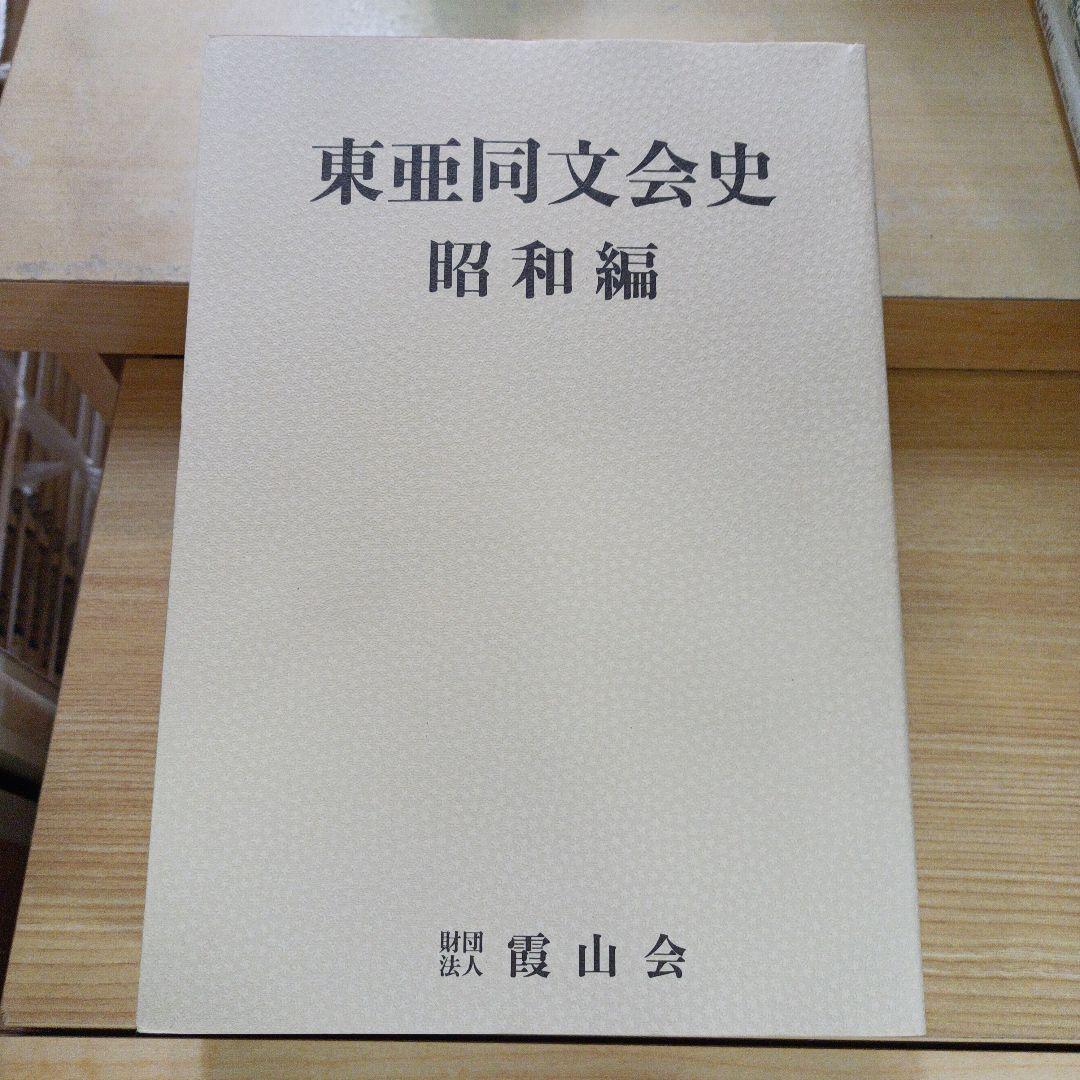 東亜同文会史
昭和編
財団法人 霞山会